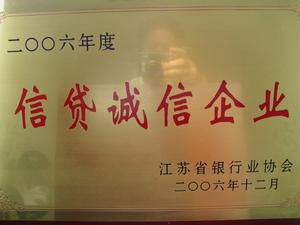 二〇〇六年度
信贷诚信企业
江苏省银行业协会
二〇〇六年十二月